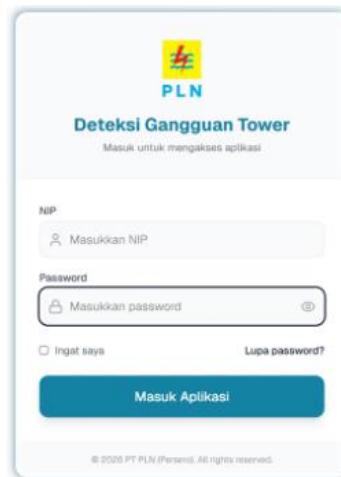 PLN
Deteksi Gangguan Tower
Masuk untuk mengakses aplikasi
NIP
Masukkan NIP
Password
Masukkan password
Ingat saya Lupa password?
Masuk Aplikasi
© 2026 PT PLN (Persero). All rights reserved.